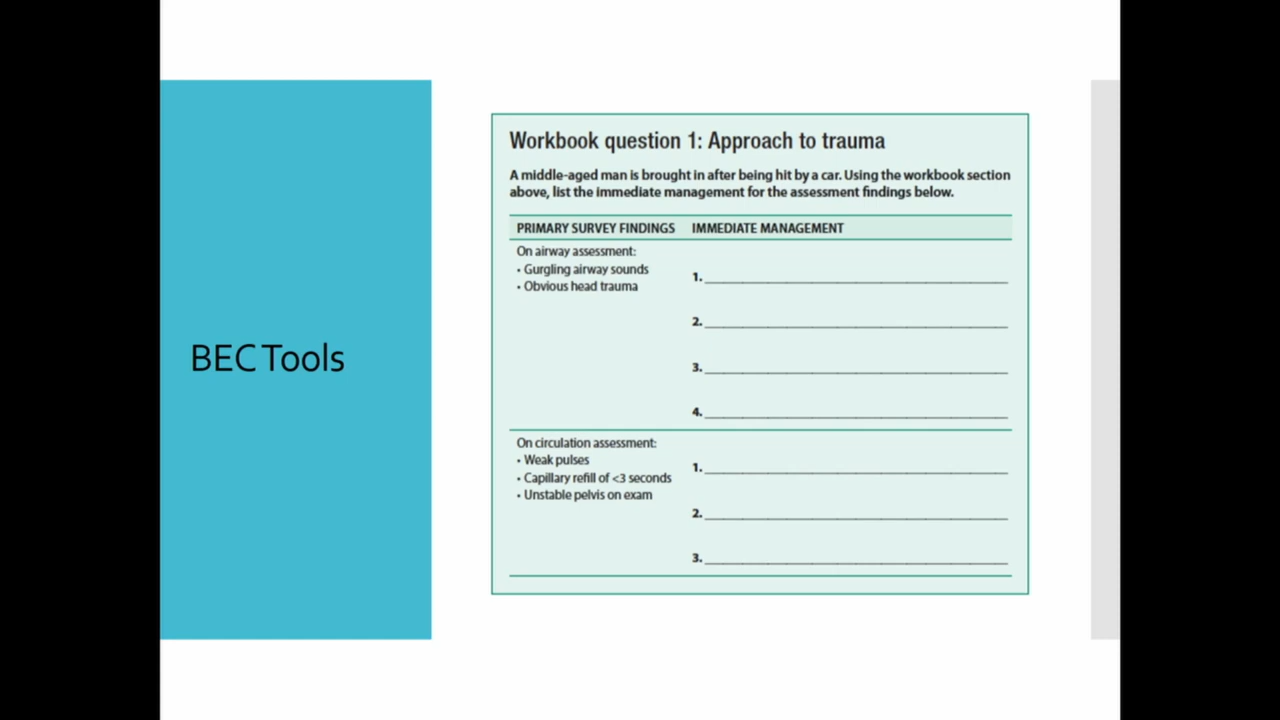 BEC Tools
Workbook question 1: Approach to trauma
A middle-aged man is brought in after being hit by a car. Using the workbook section
above, list the immediate management for the assessment findings below.
PRIMARY SURVEY FINDINGS IMMEDIATE MANAGEMENT
On airway assessment:
• Gurgling airway sounds
• Obvious head trauma
1.
2.
3.
4.
On circulation assessment:
• Weak pulses
• Capillary refill of <3 seconds
• Unstable pelvis on exam
1.
2.
3.